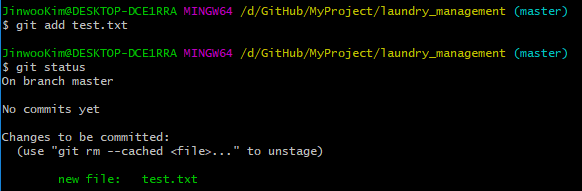 JinwooKim@DESKTOP-DCE1RRA MINGW64 /d/GitHub/MyProject/laundry_management (master)
$ git add test.txt
JinwooKim@DESKTOP-DCE1RRA MINGW64 /d/GitHub/MyProject/laundry_management (master)
$ git status
On branch master
No commits yet
Changes to be committed:
  (use "git rm --cached <file>..." to unstage)
        new file:   test.txt